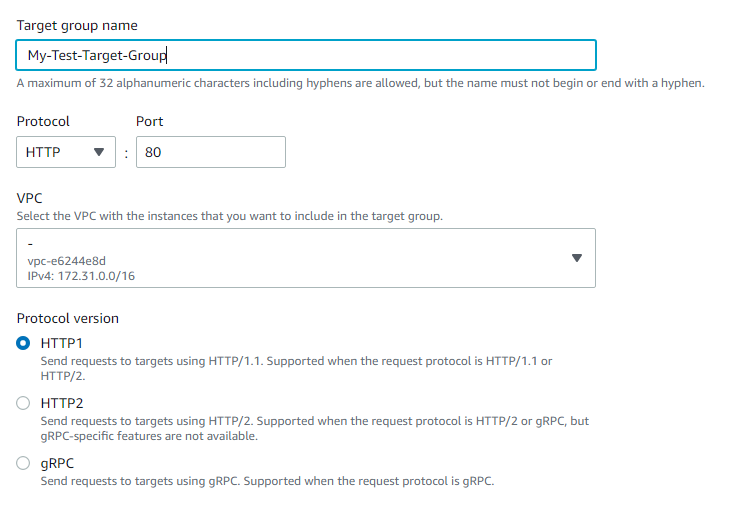 Target group name
My-Test-Target-Group
A maximum of 32 alphanumeric characters including hyphens are allowed, but the name must not begin or end with a hyphen.
Protocol Port
HTTP : 80
VPC
Select the VPC with the instances that you want to include in the target group.
-
vpc-e6244e8d
IPv4: 172.31.0.0/16
Protocol version
HTTP1
Send requests to targets using HTTP/1.1. Supported when the request protocol is HTTP/1.1 or
HTTP/2.
HTTP2
Send requests to targets using HTTP/2. Supported when the request protocol is HTTP/2 or gRPC, but
gRPC-specific features are not available.
gRPC
Send requests to targets using gRPC. Supported when the request protocol is gRPC.